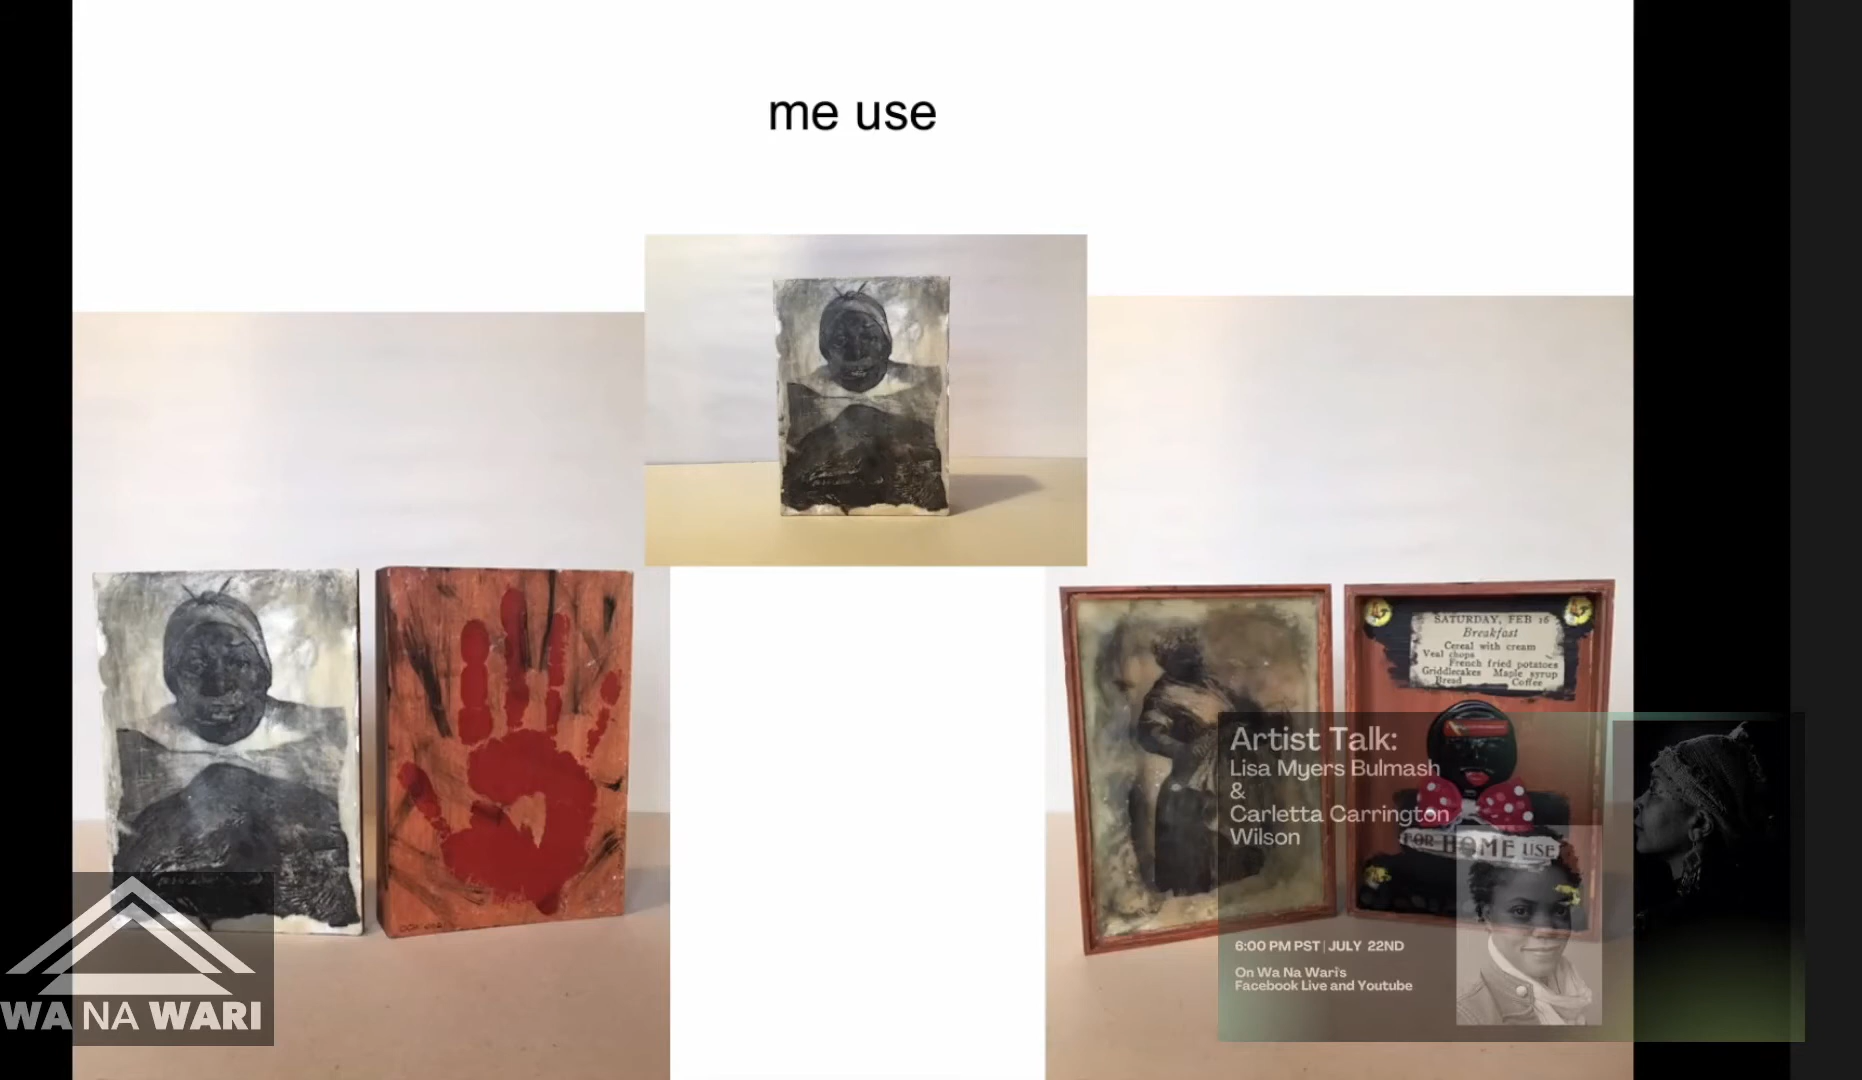 me use
SATURDAY, FEB 16
Breakfast
Cereal with cream
Veal chops
French fried potatoes
Griddlecakes Maple syrup
Bread Coffee
FOR HOME USE
Artist Talk:
Lisa Myers Bulmash
&
Carletta Carrington
Wilson
6:00 PM PST | JULY 22ND
On Wa Na Wari's
Facebook Live and Youtube
WA NA WARI